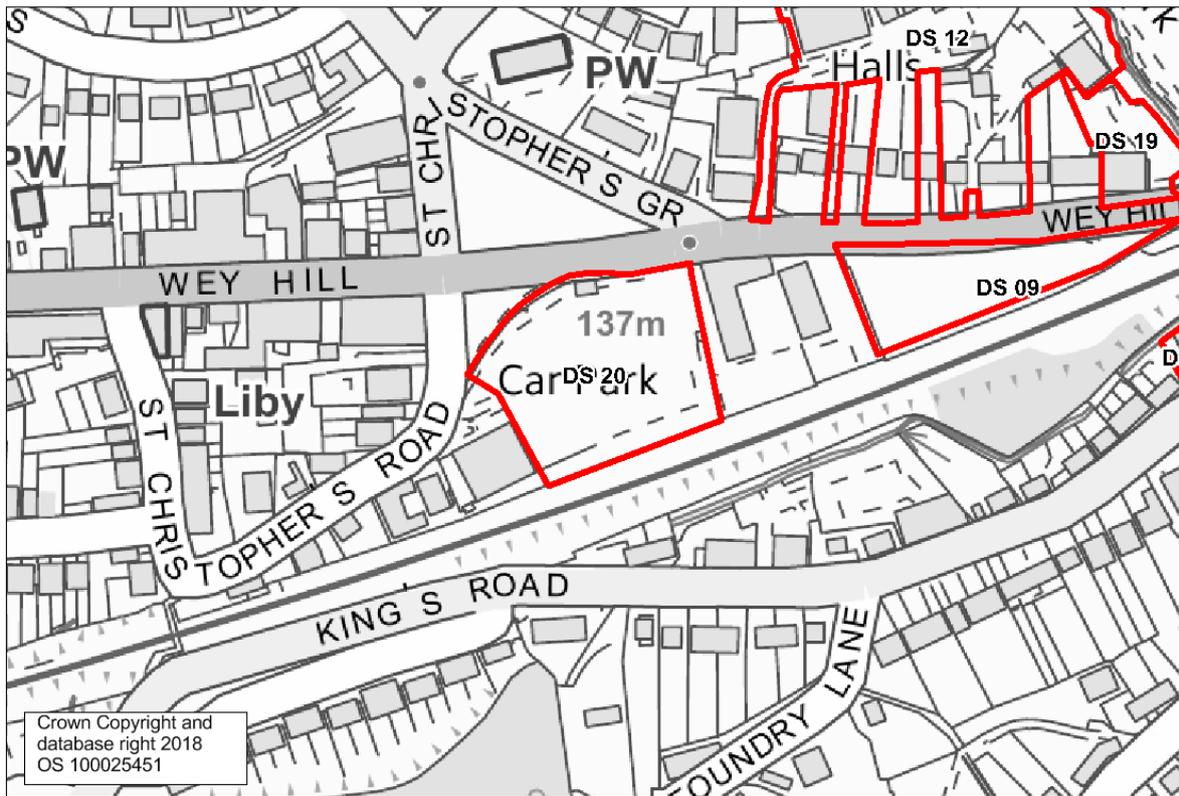 S
DS 12
Halls
PW
K
STOPHER S GR
ST CHRI
DS 19
PW
WEY HIL
WEY HILL
DS 09
137m
Car Park
DS 20
D
Liby
ST CHRIS
TOPHER S ROAD
KING S ROAD
FOUNDRY LANE
Crown Copyright and
database right 2018
OS 100025451